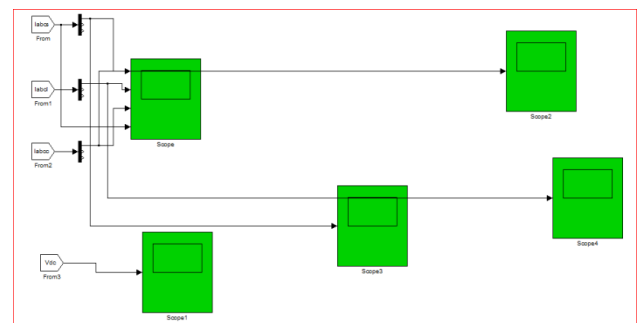 Iabcs
From
Iabcl
From1
Iabcc
From2
Scope
Scope2
Scope3
Scope4
Vdc
From3
Scope1